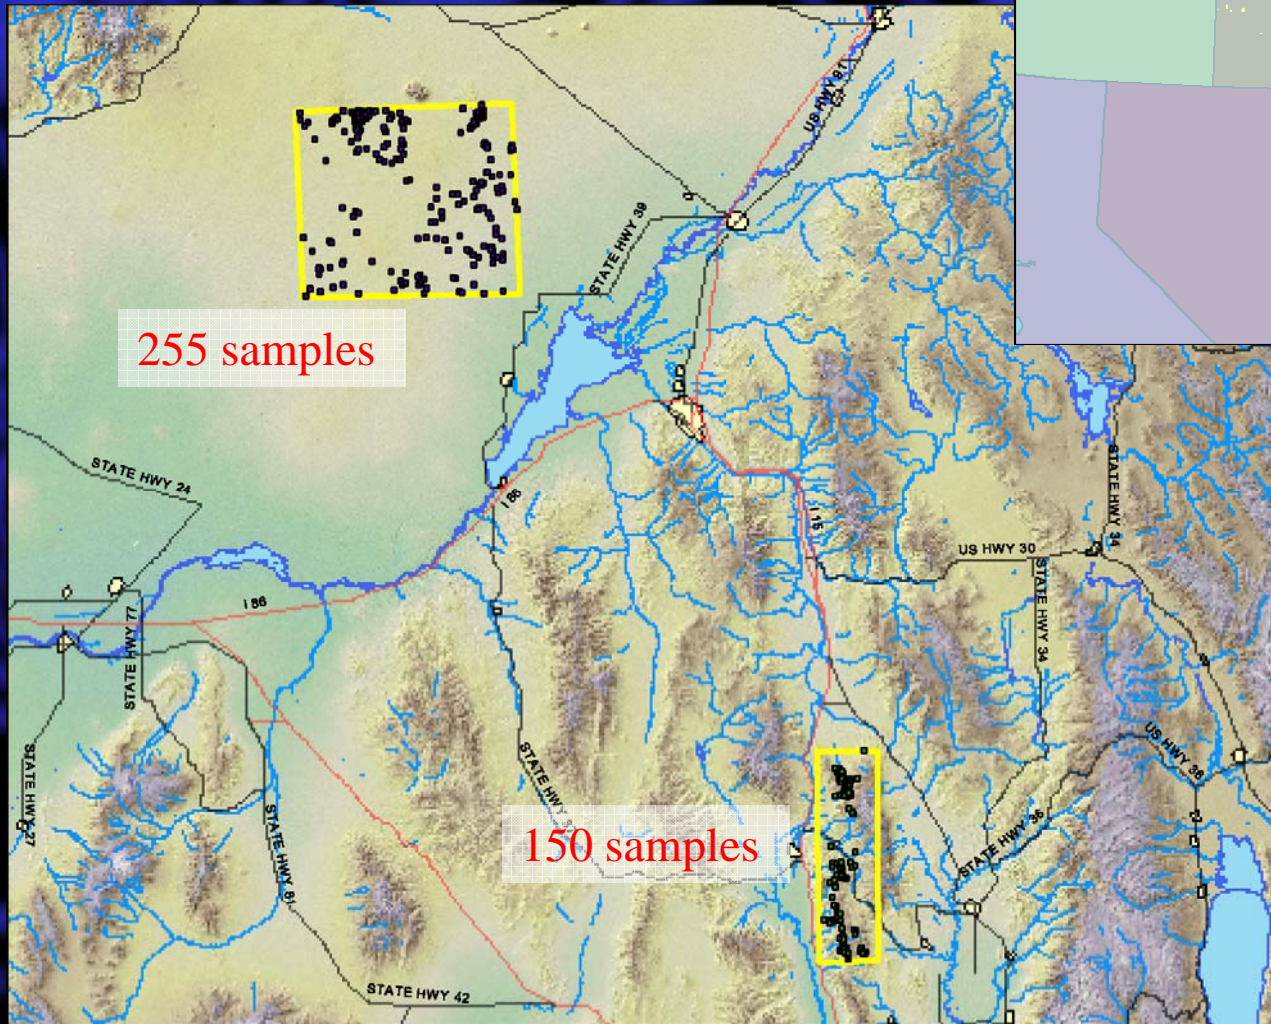 US HWY 91
STATE HWY 39
255 samples
STATE HWY 24
I 86
I 15
STATE HWY 34
US HWY 30
I 86
STATE HWY 77
STATE HWY 34
US HWY 36
STATE HWY 27
STATE HWY
150 samples
STATE HWY 36
STATE HWY 81
STATE HWY 42